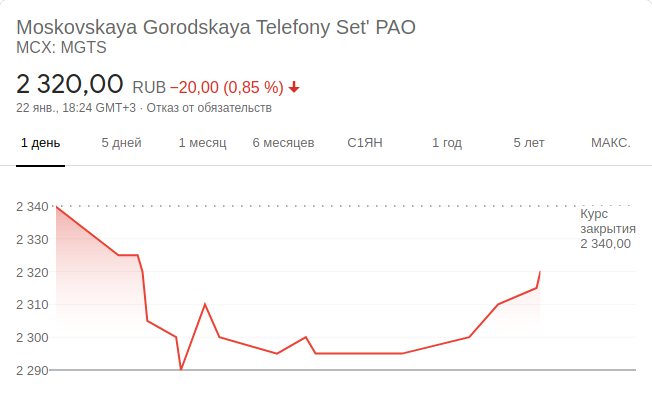 Moskovskaya Gorodskaya Telefony Set' PAO
MCX: MGTS
2 320,00 RUB −20,00 (0,85 %)
22 янв., 18:24 GMT+3 · Отказ от обязательств
1 день 5 дней 1 месяц 6 месяцев С1ЯН 1 год 5 лет МАКС.
2 340
2 330
2 320
2 310
2 300
2 290
Курс
закрытия
2 340,00